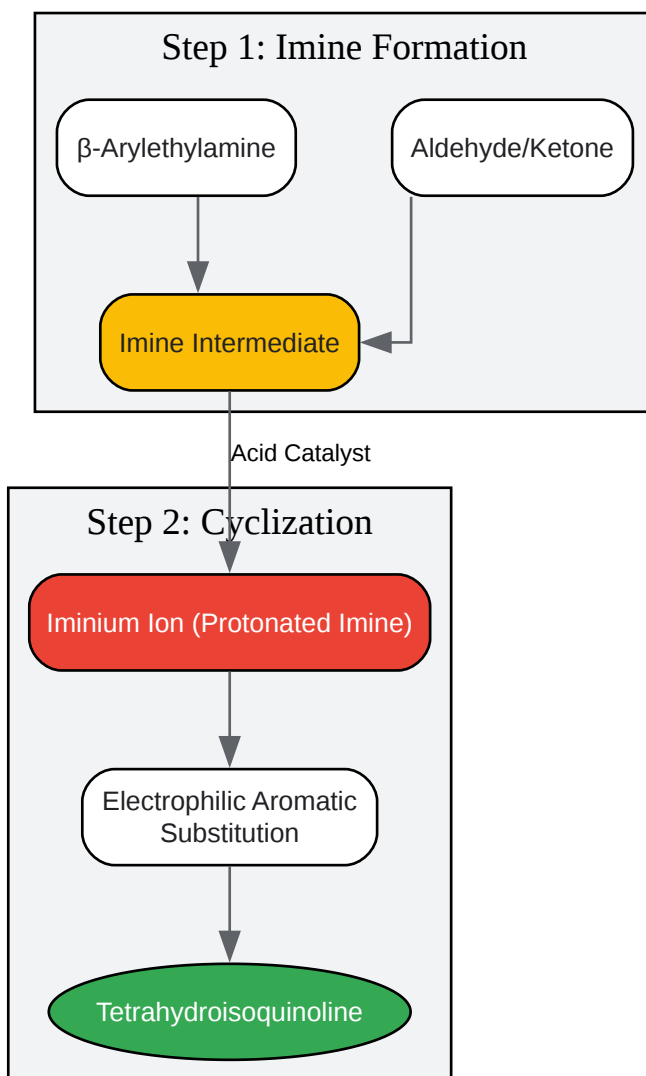 Step 1: Imine Formation
β-Arylethylamine
Aldehyde/Ketone
Imine Intermediate
Acid Catalyst
Step 2: Cyclization
Iminium Ion (Protonated Imine)
Electrophilic Aromatic
Substitution
Tetrahydroisoquinoline